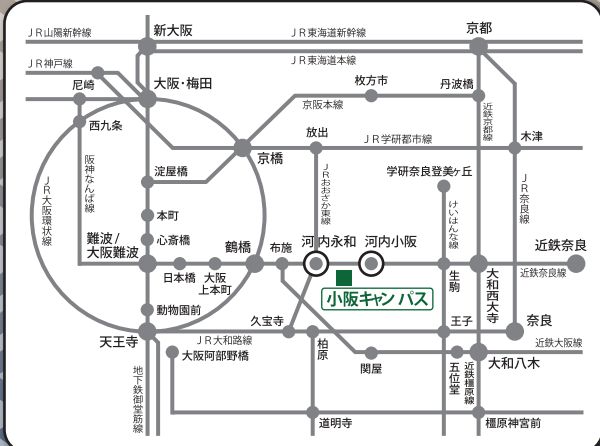 JR山陽新幹線
新大阪
JR東海道新幹線
京都
JR神戸線
JR東海道本線
尼崎
大阪・梅田
枚方市
丹波橋
京阪本線
近鉄京都線
西九条
放出
JR学研都市線
木津
京橋
阪神なんば線
淀屋橋
JRおおさか東線
学研奈良登美ヶ丘
JR奈良線
JR大阪環状線
本町
けいはんな線
難波/
大阪難波
心斎橋
鶴橋
布施
河内永和
河内小阪
近鉄奈良
日本橋
大阪
上本町
生駒
大和西大寺
近鉄奈良線
小阪キャンパス
動物園前
久宝寺
王子
奈良
天王寺
JR大和路線
柏原
近鉄大阪線
大阪阿部野橋
関屋
五位堂
近鉄橿原線
大和八木
地下鉄御堂筋線
道明寺
橿原神宮前